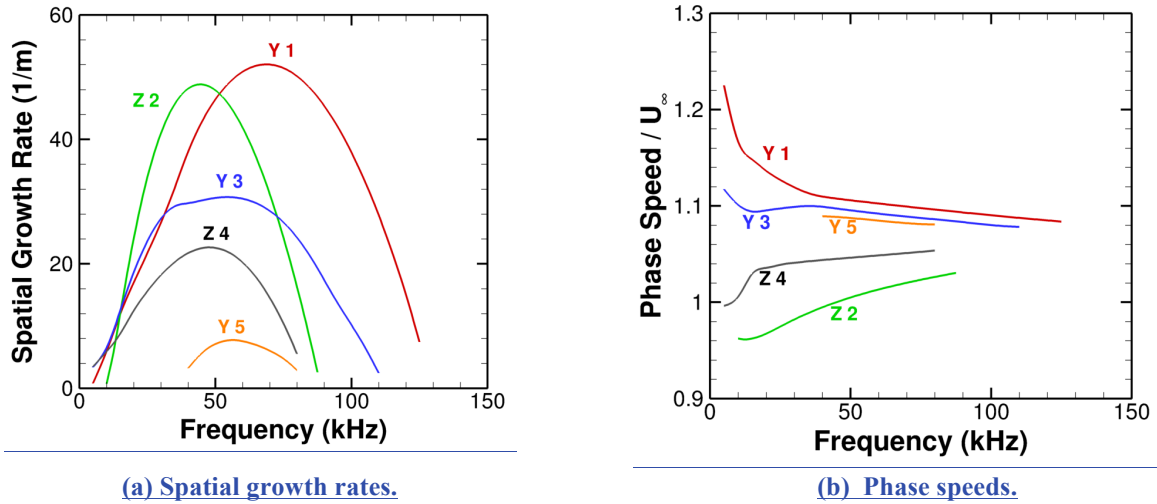 60
40
20
0
Spatial Growth Rate (1/m)
Y 1
Z 2
Y 3
Z 4
Y 5
0 50 100 150
Frequency (kHz)
(a) Spatial growth rates.
1.3
1.2
1.1
1
0.9
Phase Speed / U∞
Y 1
Y 3
Y 5
Z 4
Z 2
0 50 100 150
Frequency (kHz)
(b) Phase speeds.